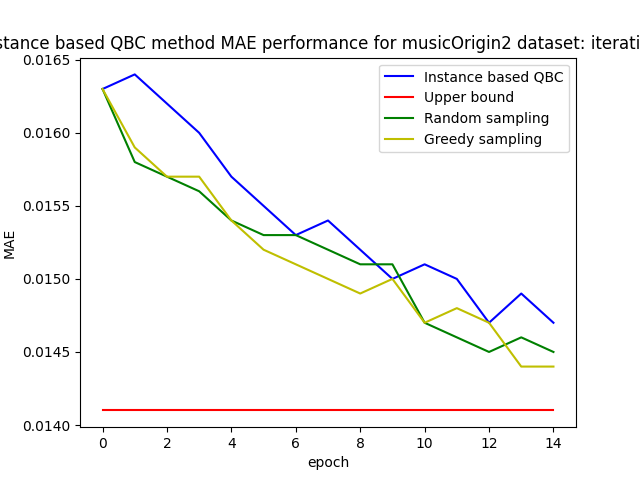 stance based QBC method MAE performance for musicOrigin2 dataset: iterati
0.0165
0.0160
0.0155
0.0150
0.0145
0.0140
MAE
0 2 4 6 8 10 12 14
epoch
Instance based QBC
Upper bound
Random sampling
Greedy sampling